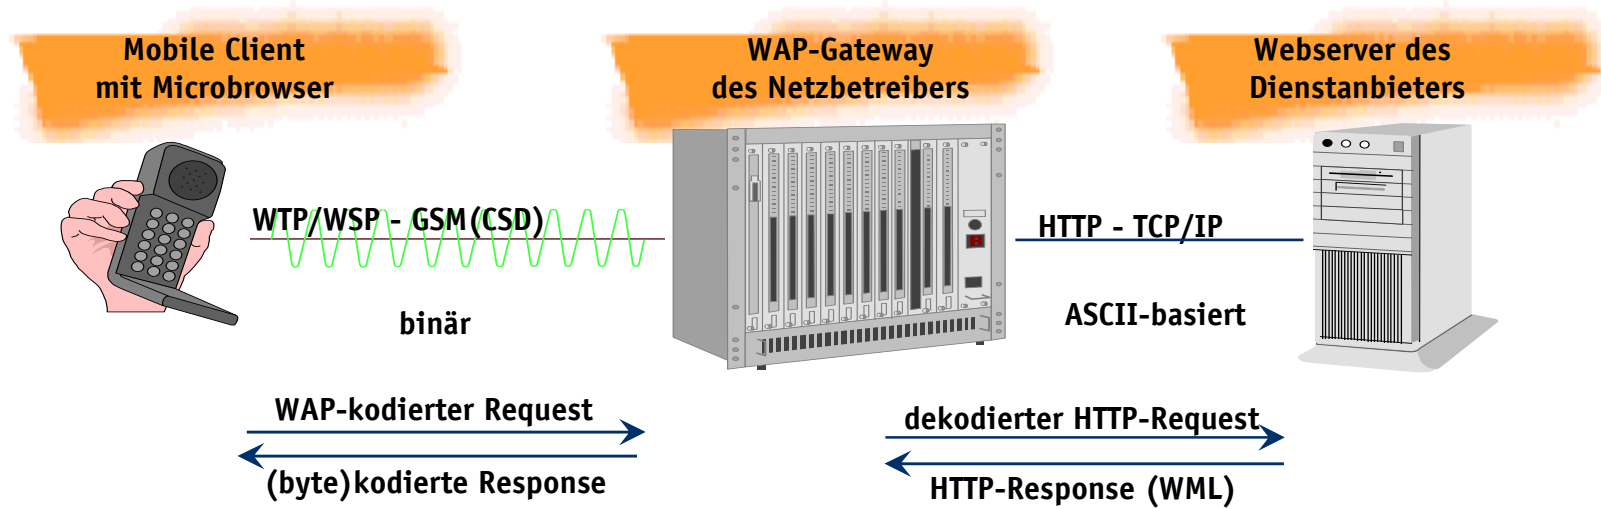 Mobile Client
mit Microbrowser
WAP-Gateway
des Netzbetreibers
Webserver des
Dienstanbieters
WTP/WSP - GSM(CSD)
HTTP - TCP/IP
binär
ASCII-basiert
WAP-kodierter Request
(byte)kodierte Response
dekodierter HTTP-Request
HTTP-Response (WML)